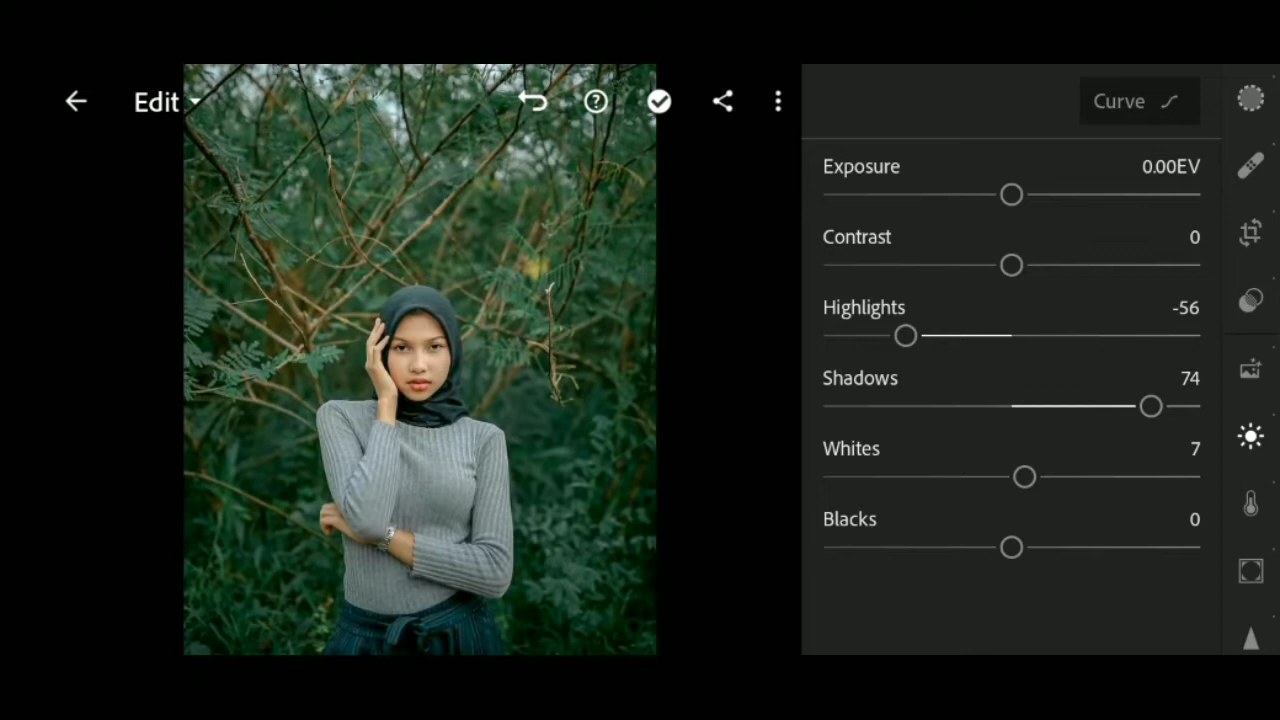 Edit
Curve
Exposure 0.00EV
Contrast 0
Highlights -56
Shadows 74
Whites 7
Blacks 0